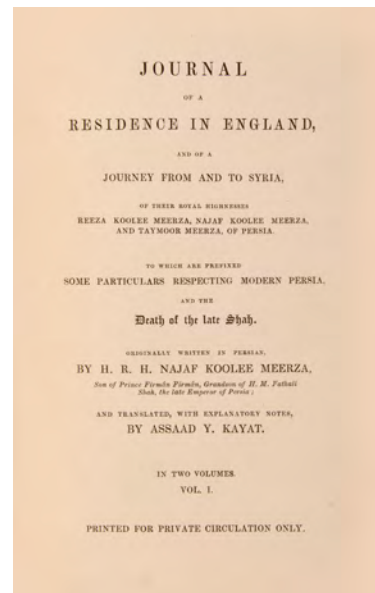 JOURNAL
OF A
RESIDENCE IN ENGLAND,
AND OF A
JOURNEY FROM AND TO SYRIA,
OF THEIR ROYAL HIGHNESSES
REEZA KOOLEE MEERZA, NAJAF KOOLEE MEERZA,
AND TAYMOOR MEERZA, OF PERSIA.
TO WHICH ARE PREFIXED
SOME PARTICULARS RESPECTING MODERN PERSIA,
AND THE
Death of the late Shah.
ORIGINALLY WRITTEN IN PERSIAN,
BY H. R. H. NAJAF KOOLEE MEERZA,
Son of Prince Firmân Firmân, Grandson of H. M. Fathali
Shah, the late Emperor of Persia;
AND TRANSLATED, WITH EXPLANATORY NOTES,
BY ASSAAD Y. KAYAT.
IN TWO VOLUMES.
VOL. I.
PRINTED FOR PRIVATE CIRCULATION ONLY.